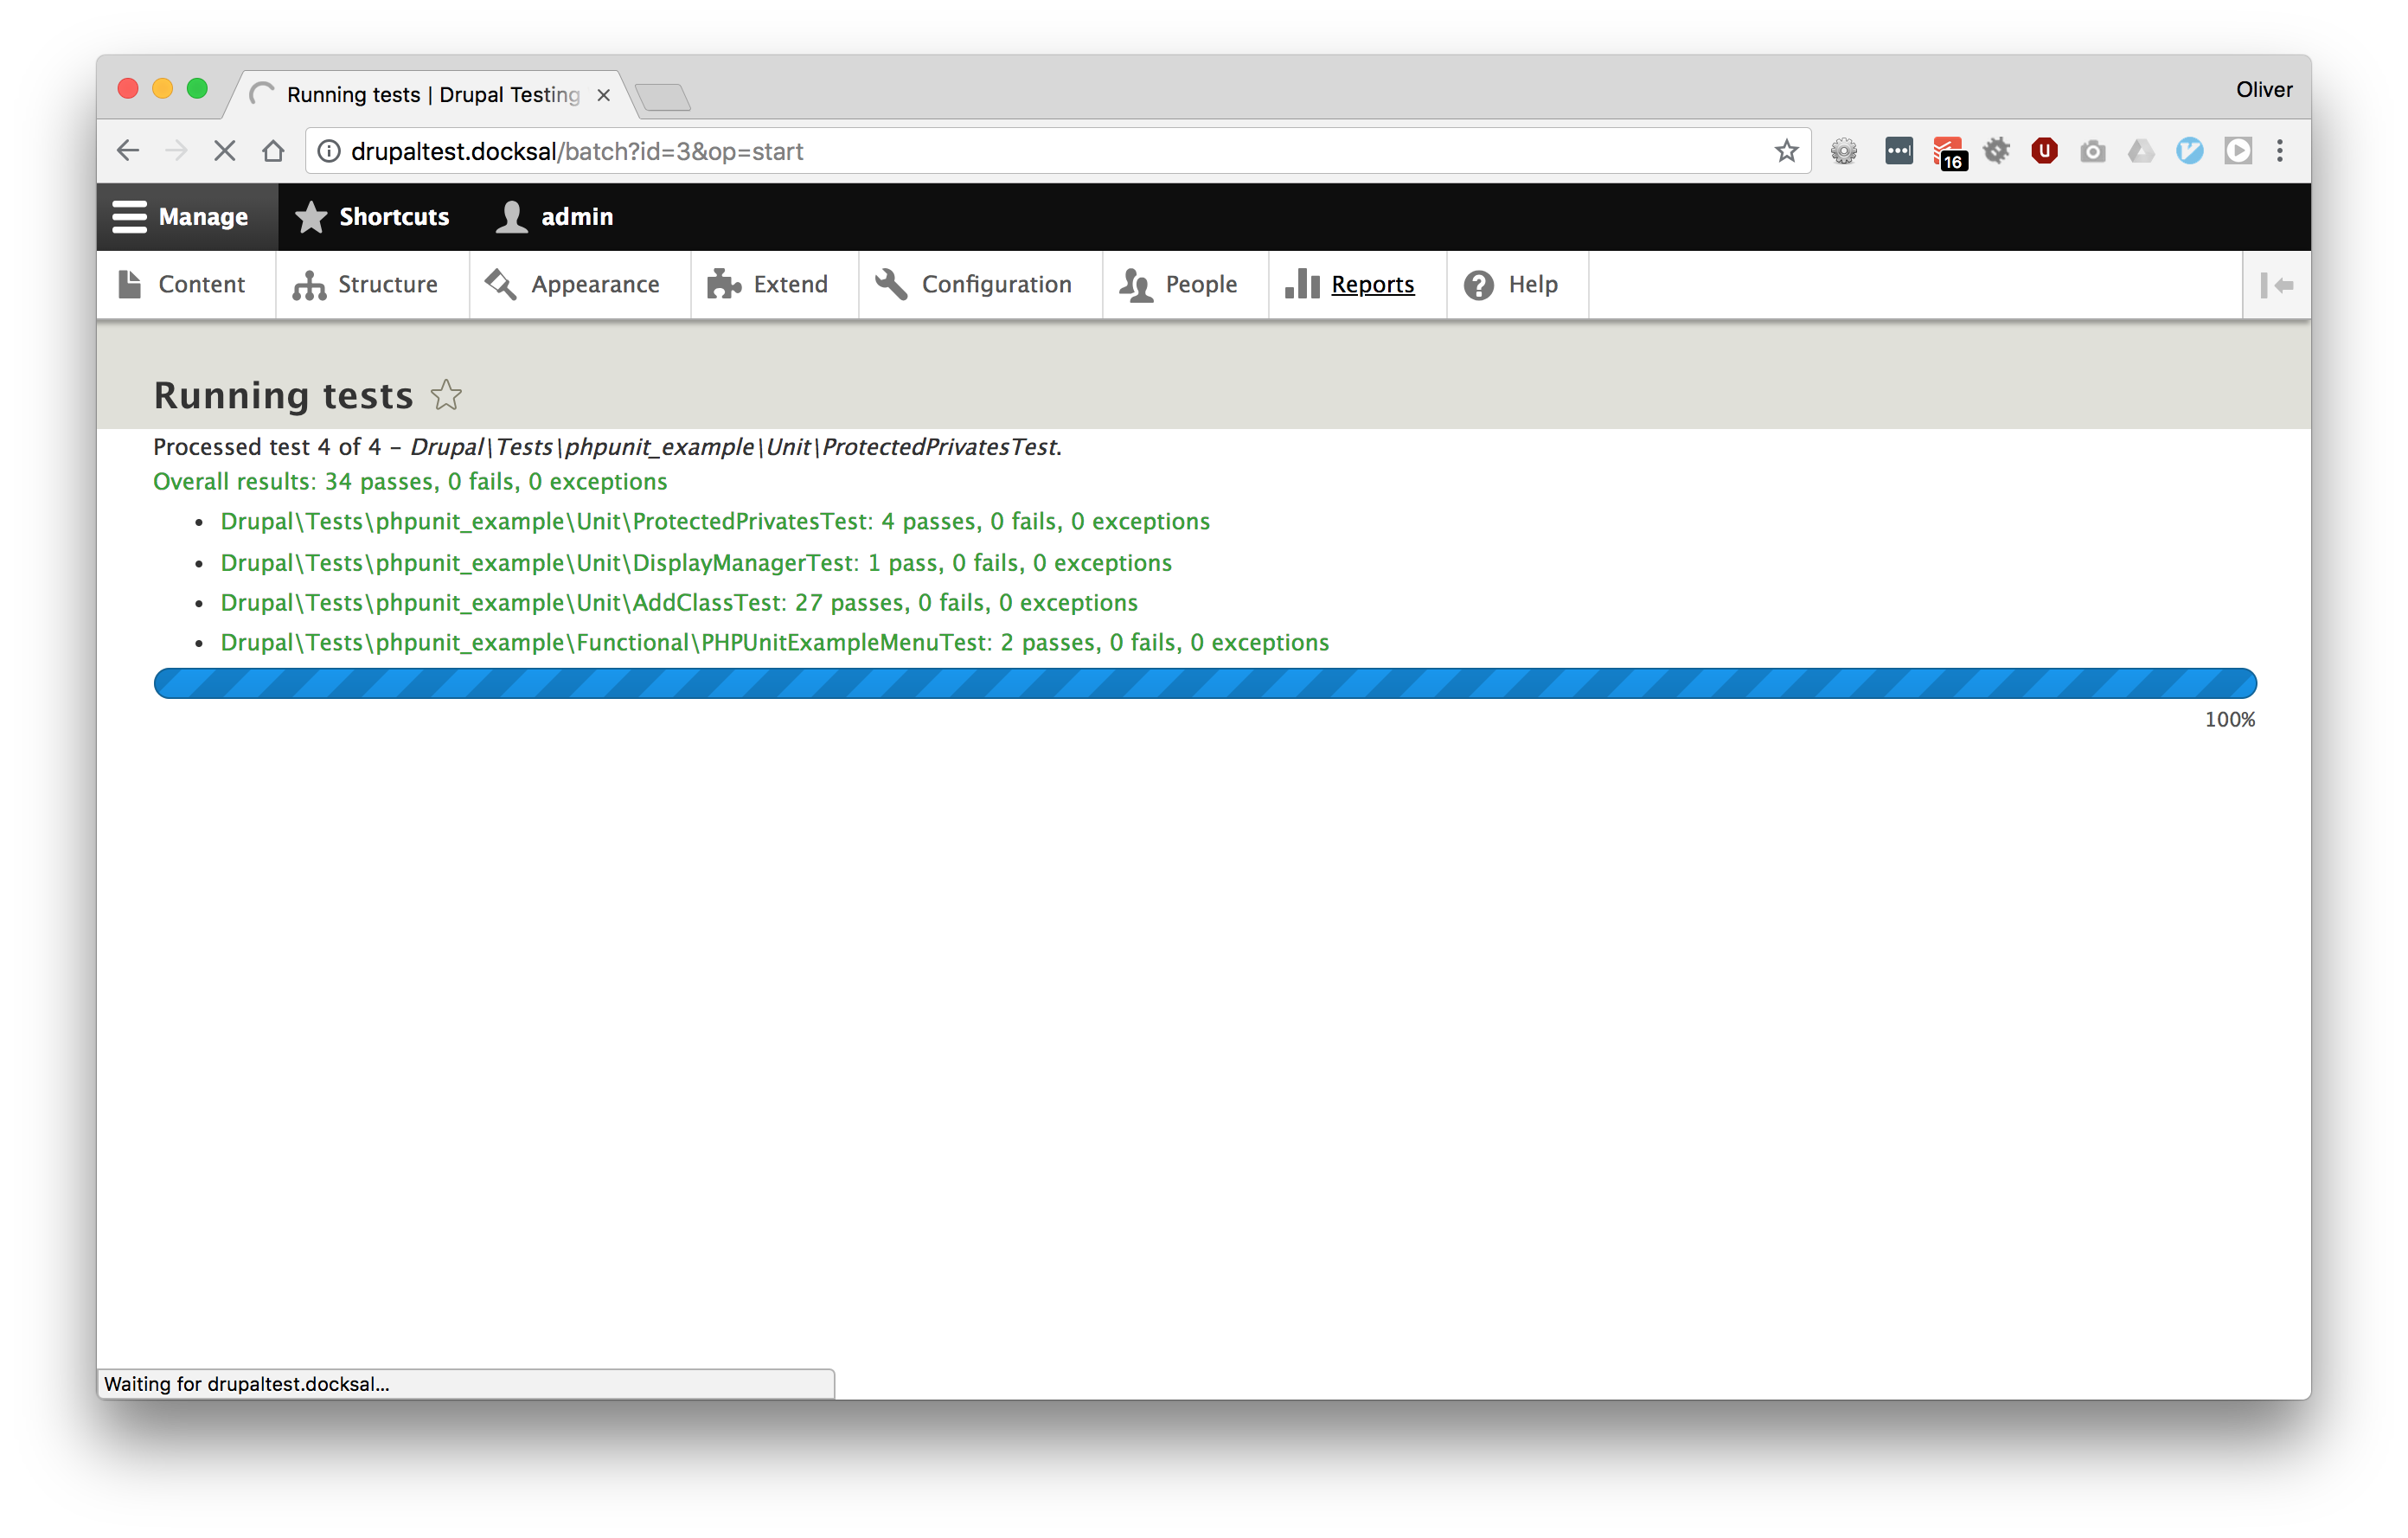 Running tests | Drupal Testing
Oliver
drupaltest.docksal/batch?id=3&op=start
16
Manage Shortcuts admin
Content Structure Appearance Extend Configuration People Reports Help
Running tests
Processed test 4 of 4 – Drupal\Tests\phpunit_example\Unit\ProtectedPrivatesTest.
Overall results: 34 passes, 0 fails, 0 exceptions
• Drupal\Tests\phpunit_example\Unit\ProtectedPrivatesTest: 4 passes, 0 fails, 0 exceptions
• Drupal\Tests\phpunit_example\Unit\DisplayManagerTest: 1 pass, 0 fails, 0 exceptions
• Drupal\Tests\phpunit_example\Unit\AddClassTest: 27 passes, 0 fails, 0 exceptions
• Drupal\Tests\phpunit_example\Functional\PHPUnitExampleMenuTest: 2 passes, 0 fails, 0 exceptions
100%
Waiting for drupaltest.docksal...